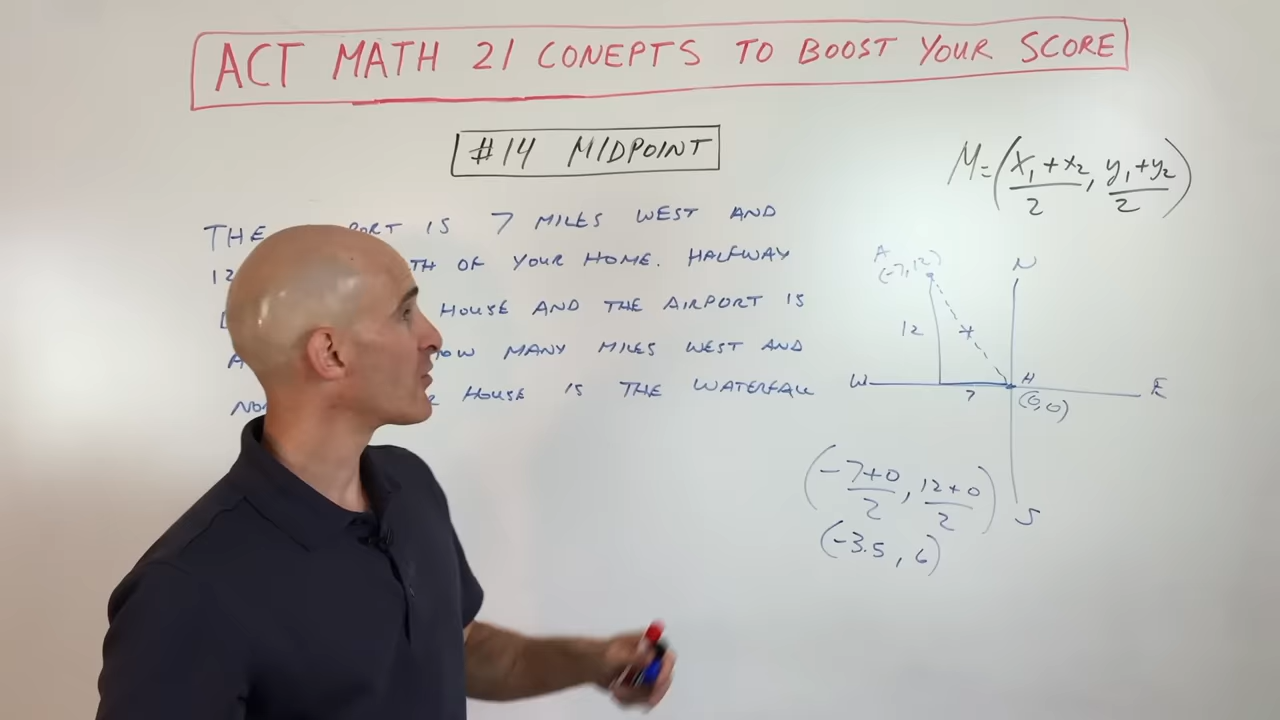 ACT MATH 21 CONEPTS TO BOOST YOUR SCORE
#14 MIDPOINT
M=(x₁+x₂/2, y₁+y₂/2)
THE PORT IS 7 MILES WEST AND
12 TH OF YOUR HOME. HALFWAY
HOUSE AND THE AIRPORT IS
A OW MANY MILES WEST AND
NO HOUSE IS THE WATERFALL
A
(-7,12)
N
12
W
7
H
(0,0)
E
S
(-7+0/2, 12+0/2)
(-3.5, 6)